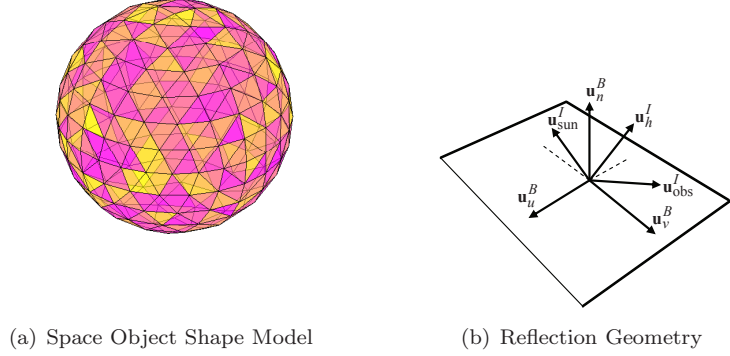 u_n^B
u_h^I
u_sun^I
u_obs^I
u_u^B
u_v^B
(a) Space Object Shape Model
(b) Reflection Geometry